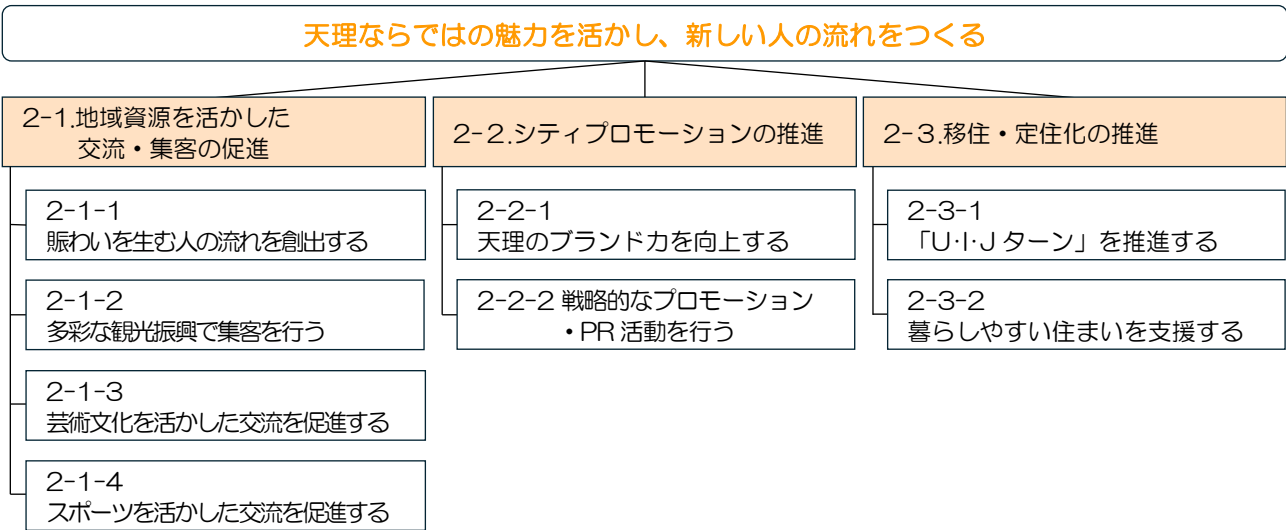 天理ならではの魅力を活かし、新しい人の流れをつくる
2-1.地域資源を活かした
交流・集客の促進
2-1-1
賑わいを生む人の流れを創出する
2-1-2
多彩な観光振興で集客を行う
2-1-3
芸術文化を活かした交流を促進する
2-1-4
スポーツを活かした交流を促進する
2-2.シティプロモーションの推進
2-2-1
天理のブランド力を向上する
2-2-2 戦略的なプロモーション
・PR 活動を行う
2-3.移住・定住化の推進
2-3-1
「U・I・J ターン」を推進する
2-3-2
暮らしやすい住まいを支援する